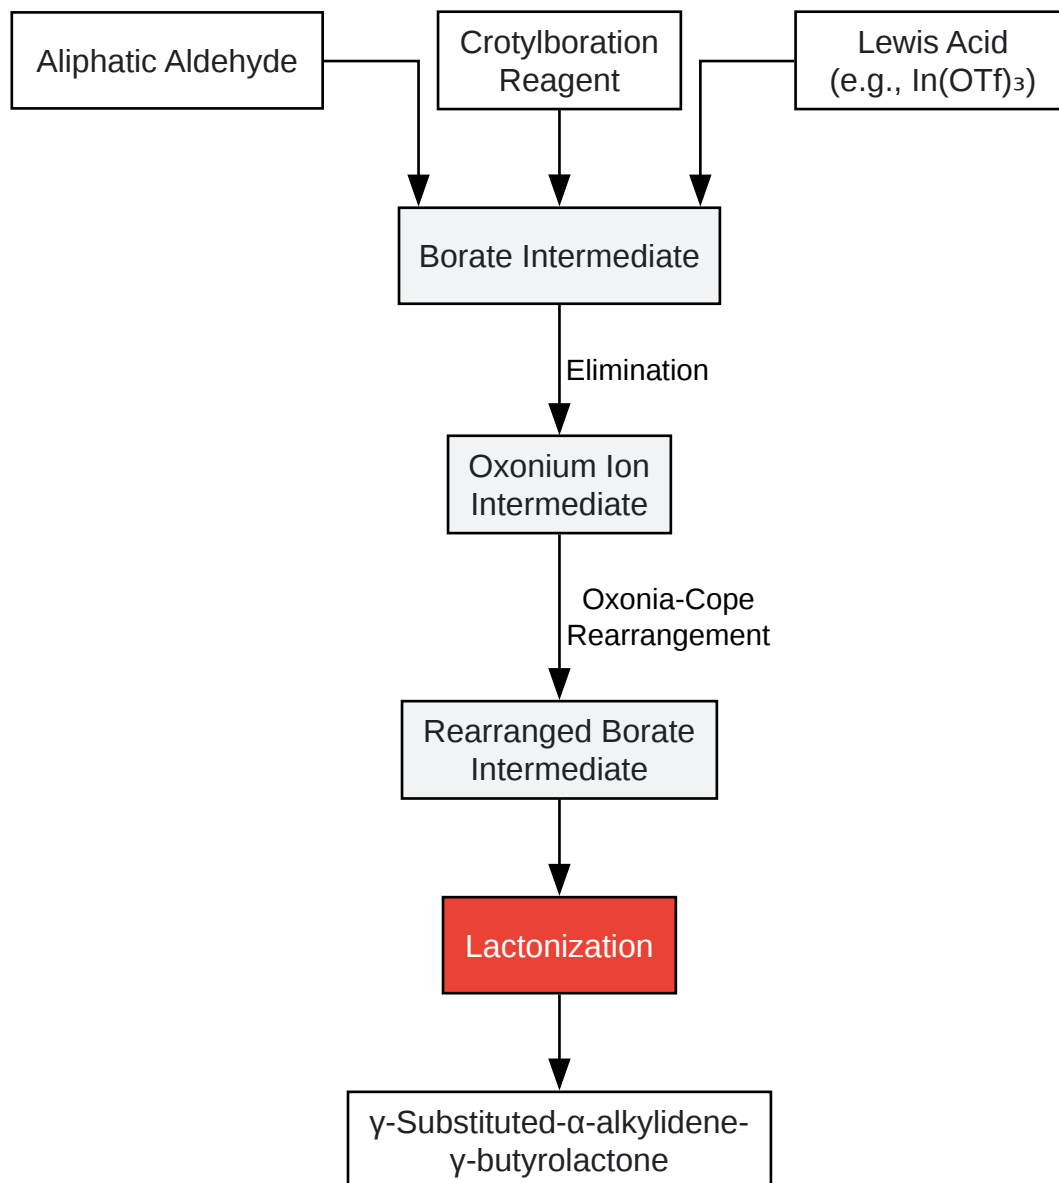 Aliphatic Aldehyde
Crotylboration
Reagent
Lewis Acid
(e.g., In(OTf)₃)
Borate Intermediate
Elimination
Oxonium Ion
Intermediate
Oxonia-Cope
Rearrangement
Rearranged Borate
Intermediate
Lactonization
γ-Substituted-α-alkylidene-
γ-butyrolactone